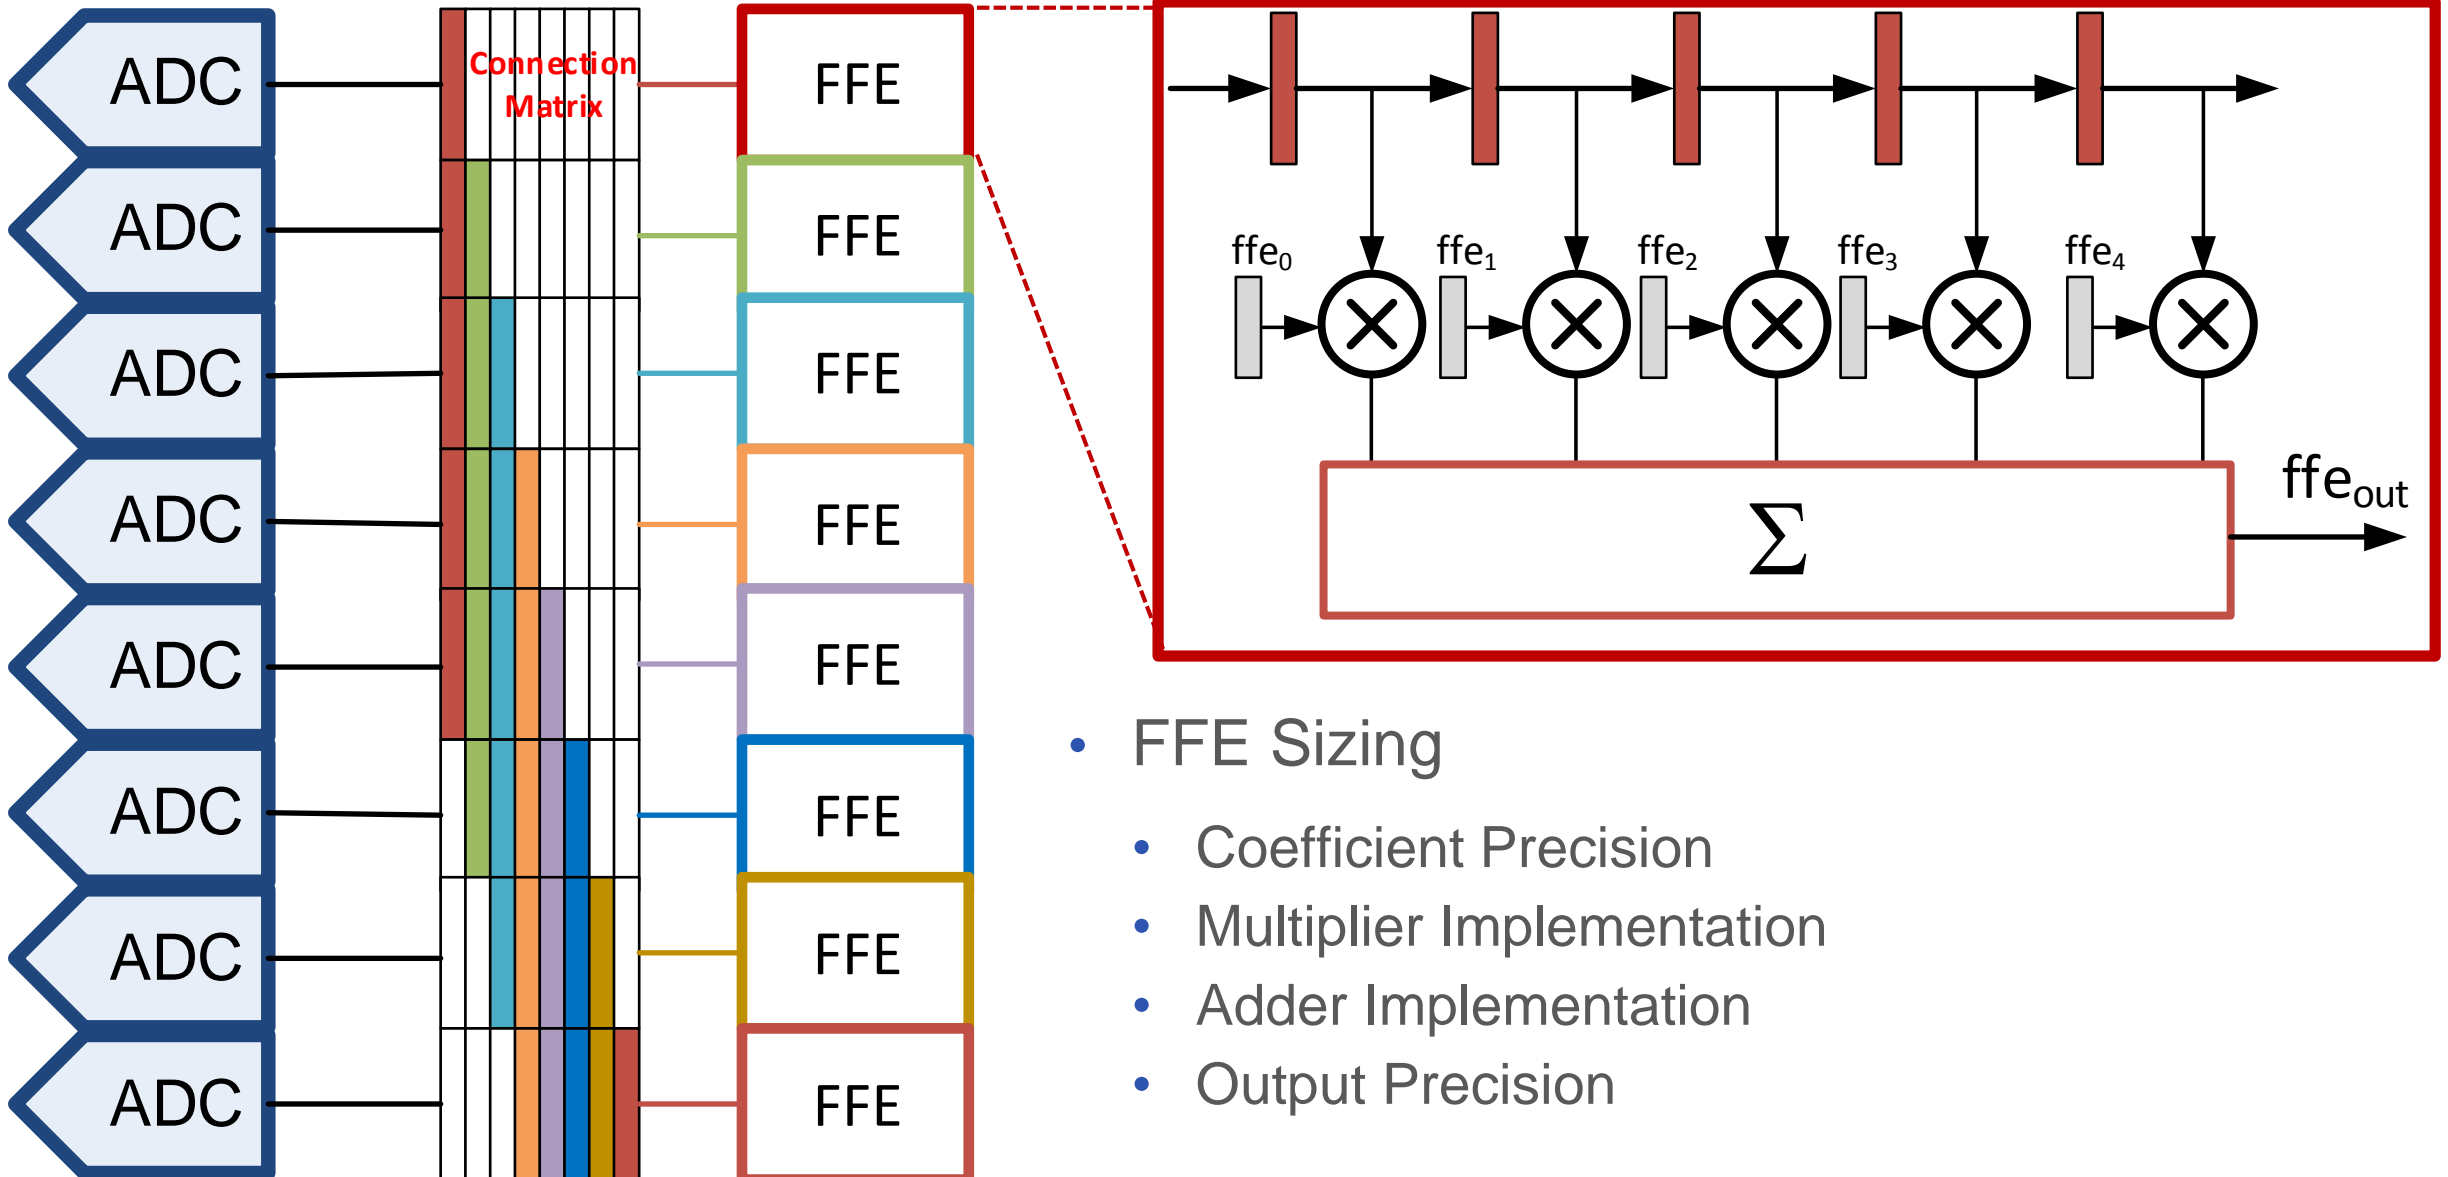 ADC
ADC
ADC
ADC
ADC
ADC
ADC
ADC
Connection
Matrix
FFE
FFE
FFE
FFE
FFE
FFE
FFE
FFE
ffe₀ ffe₁ ffe₂ ffe₃ ffe₄
Σ
ffeout
• FFE Sizing
• Coefficient Precision
• Multiplier Implementation
• Adder Implementation
• Output Precision